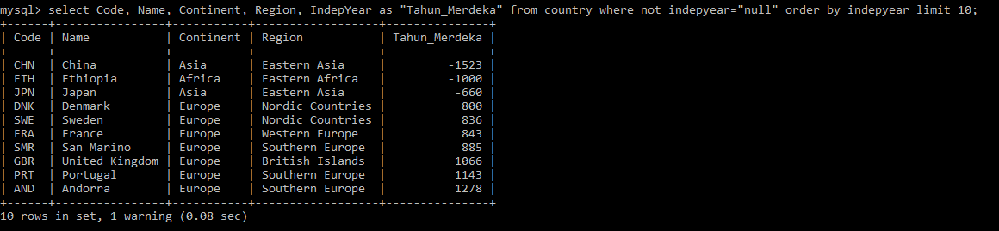 mysql> select Code, Name, Continent, Region, IndepYear as "Tahun_Merdeka" from country where not indepyear="null" order by indepyear limit 10;
+------+----------------+-----------+------------------+---------------+
| Code | Name           | Continent | Region           | Tahun_Merdeka |
+------+----------------+-----------+------------------+---------------+
| CHN  | China          | Asia      | Eastern Asia     |         -1523 |
| ETH  | Ethiopia       | Africa    | Eastern Africa   |         -1000 |
| JPN  | Japan          | Asia      | Eastern Asia     |          -660 |
| DNK  | Denmark        | Europe    | Nordic Countries |           800 |
| SWE  | Sweden         | Europe    | Nordic Countries |           836 |
| FRA  | France         | Europe    | Western Europe   |           843 |
| SMR  | San Marino     | Europe    | Southern Europe  |           885 |
| GBR  | United Kingdom | Europe    | British Islands  |          1066 |
| PRT  | Portugal       | Europe    | Southern Europe  |          1143 |
| AND  | Andorra        | Europe    | Southern Europe  |          1278 |
+------+----------------+-----------+------------------+---------------+
10 rows in set, 1 warning (0.08 sec)